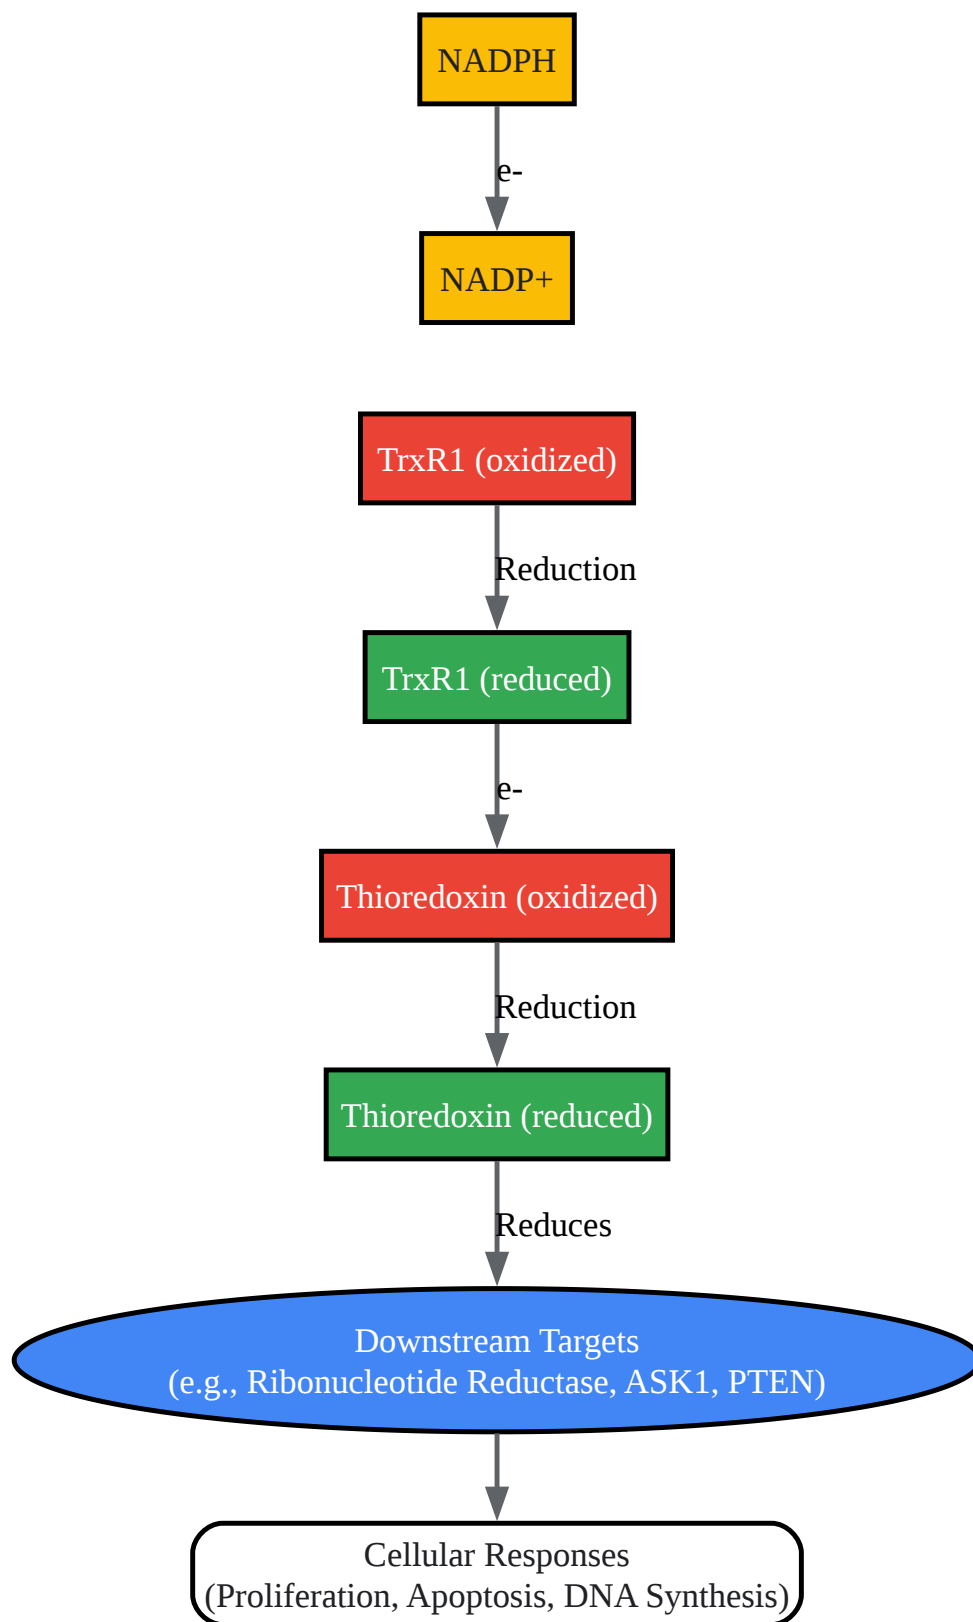 NADPH
e-
NADP+
TrxR1 (oxidized)
Reduction
TrxR1 (reduced)
e-
Thioredoxin (oxidized)
Reduction
Thioredoxin (reduced)
Reduces
Downstream Targets
(e.g., Ribonucleotide Reductase, ASK1, PTEN)
Cellular Responses
(Proliferation, Apoptosis, DNA Synthesis)